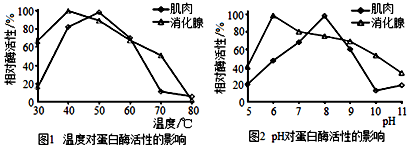 肌肉
消化腺
相对酶活性/%
100
80
60
40
20
0
30 40 50 60 70 80
温度/℃
图1 温度对蛋白酶活性的影响
肌肉
消化腺
相对酶活性/%
100
80
60
40
20
0
5 6 7 8 9 10 11
pH
图2 pH对蛋白酶活性的影响